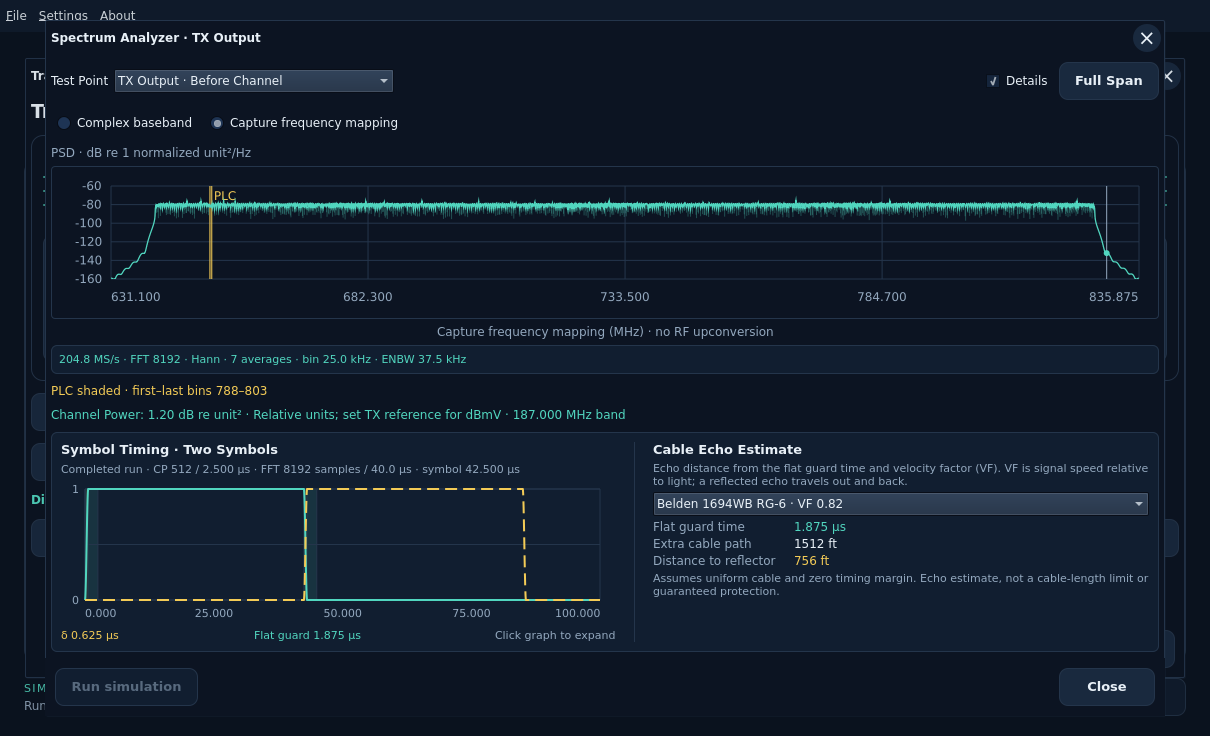 File Settings About
Spectrum Analyzer · TX Output
Test Point TX Output · Before Channel Details Full Span
Complex baseband Capture frequency mapping
PSD · dB re 1 normalized unit²/Hz
-60
PLC
-80
-100
-120
-140
-160
631.100 682.300 733.500 784.700 835.875
Capture frequency mapping (MHz) · no RF upconversion
204.8 MS/s · FFT 8192 · Hann · 7 averages · bin 25.0 kHz · ENBW 37.5 kHz
PLC shaded · first–last bins 788–803
Channel Power: 1.20 dB re unit² · Relative units; set TX reference for dBmV · 187.000 MHz band
Symbol Timing · Two Symbols
Completed run · CP 512 / 2.500 µs · FFT 8192 samples / 40.0 µs · symbol 42.500 µs
1
0
0.000 25.000 50.000 75.000 100.000
δ 0.625 µs Flat guard 1.875 µs Click graph to expand
Cable Echo Estimate
Echo distance from the flat guard time and velocity factor (VF). VF is signal speed relative
to light; a reflected echo travels out and back.
Belden 1694WB RG-6 · VF 0.82
Flat guard time 1.875 µs
Extra cable path 1512 ft
Distance to reflector 756 ft
Assumes uniform cable and zero timing margin. Echo estimate, not a cable-length limit or
guaranteed protection.
Run simulation Close